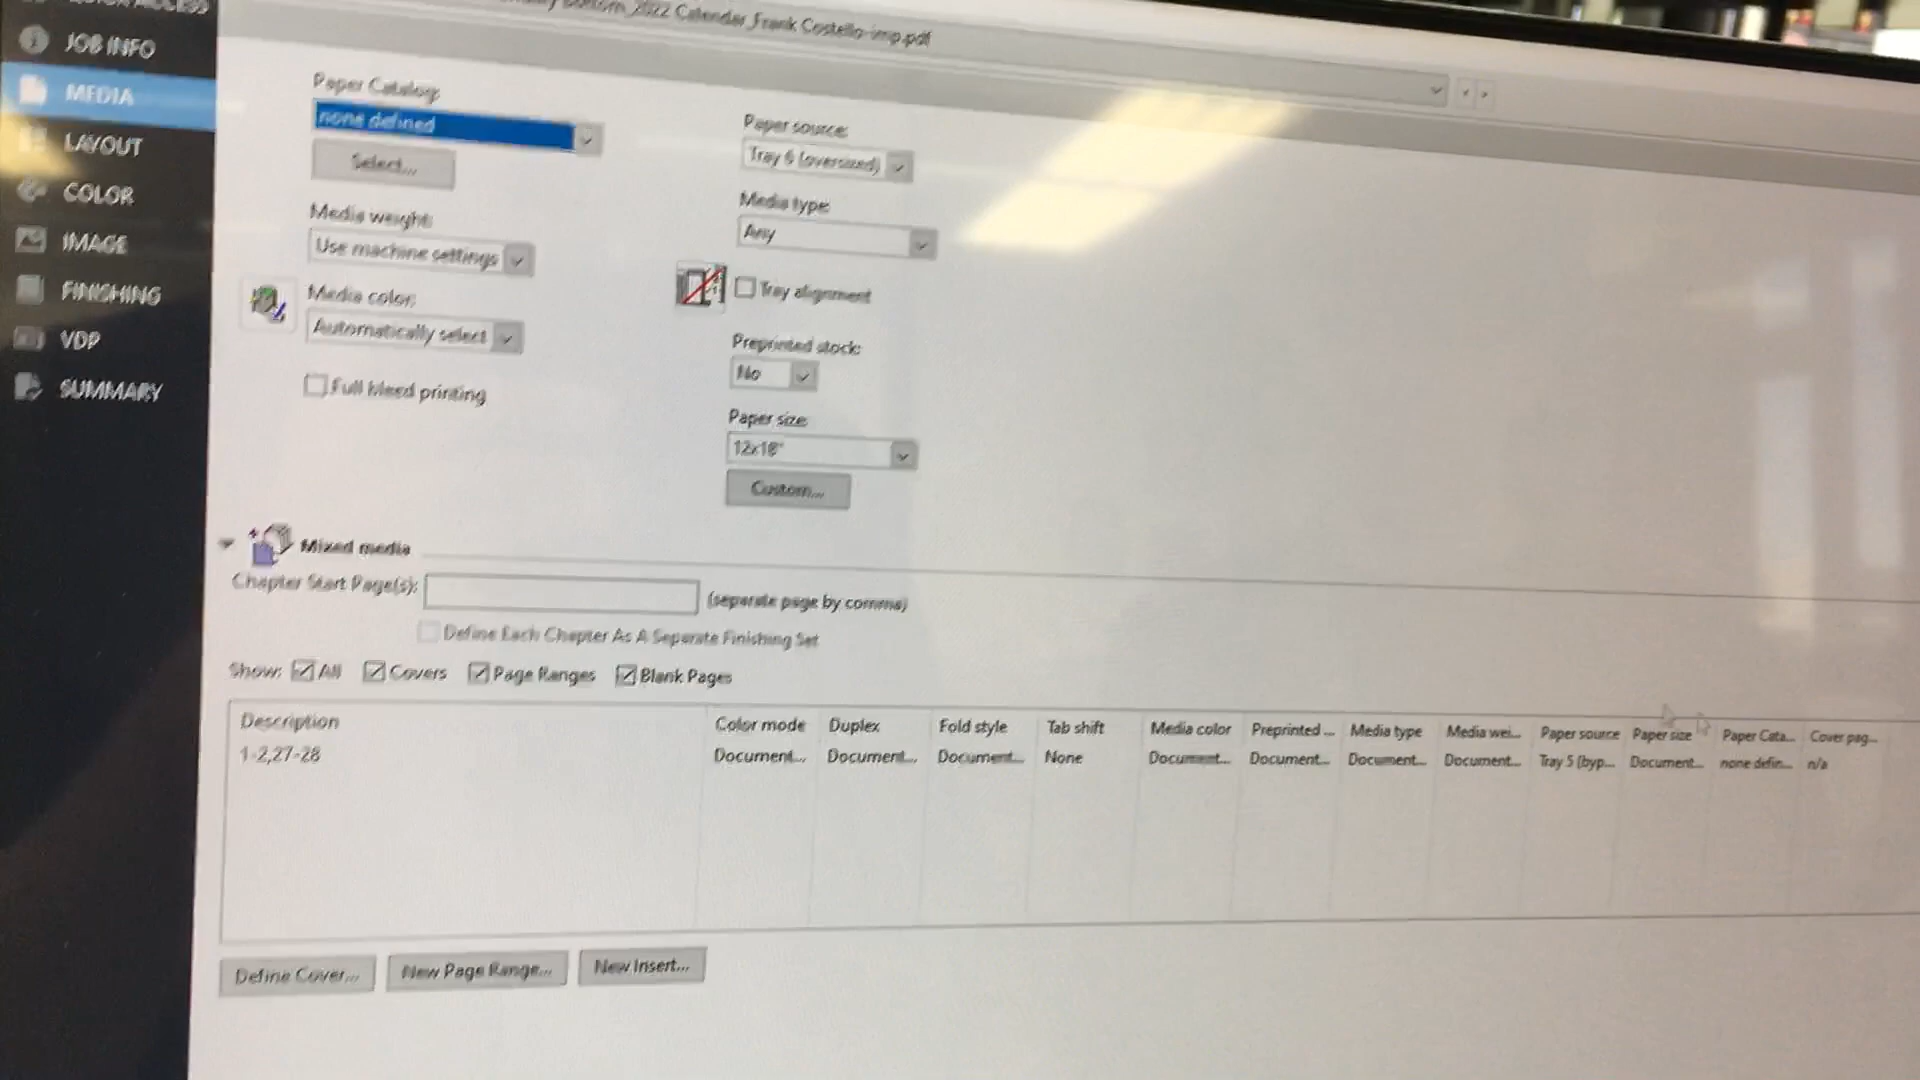 Bottom_2022 Calendar_Frank Costello-imp.pdf
JOB INFO
MEDIA
LAYOUT
COLOR
IMAGE
FINISHING
VDP
SUMMARY
Paper Catalog:
none defined
Select...
Media weight:
Use machine settings
Media color:
Automatically select
Full bleed printing
Paper source:
Tray 6 (oversized)
Media type:
Any
Tray alignment
Preprinted stock:
No
Paper size:
12x18"
Custom...
Mixed media
Chapter Start Page(s):
(separate page by comma)
Define Each Chapter As A Separate Finishing Set
Show: All Covers Page Ranges Blank Pages
Description Color mode Duplex Fold style Tab shift Media color Preprinted ... Media type Media wei... Paper source Paper size Paper Cata... Cover pag...
1-2,27-28 Document... Document... Document... None Document... Document... Document... Document... Tray 5 (byp... Document... none defin... n/a
Define Cover... New Page Range... New Insert...